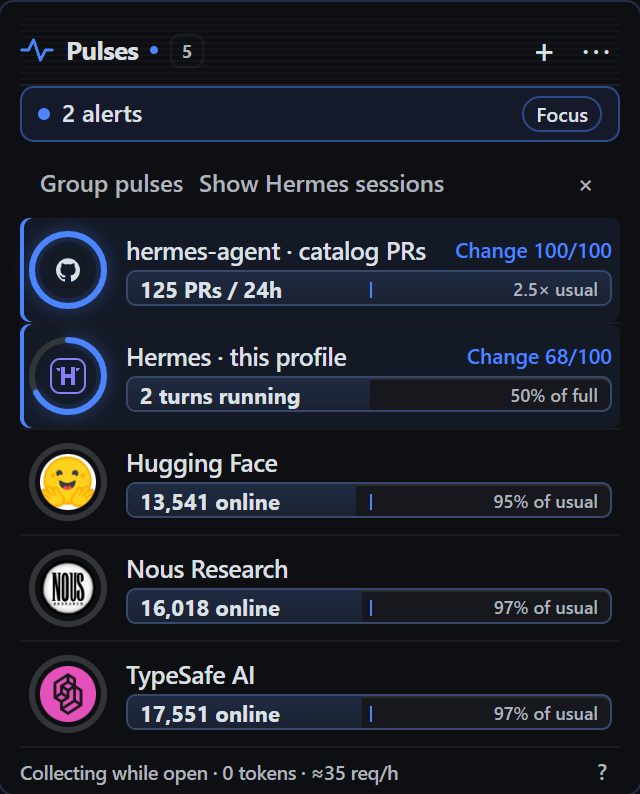 Pulses • 5 + ···
2 alerts Focus
Group pulses Show Hermes sessions ×
hermes-agent · catalog PRs Change 100/100
125 PRs / 24h 2.5× usual
Hermes · this profile Change 68/100
H
2 turns running 50% of full
Hugging Face
13,541 online 95% of usual
Nous Research
NOUS
RESEARCH
16,018 online 97% of usual
TypeSafe AI
17,551 online 97% of usual
Collecting while open · 0 tokens · ≈35 req/h ?